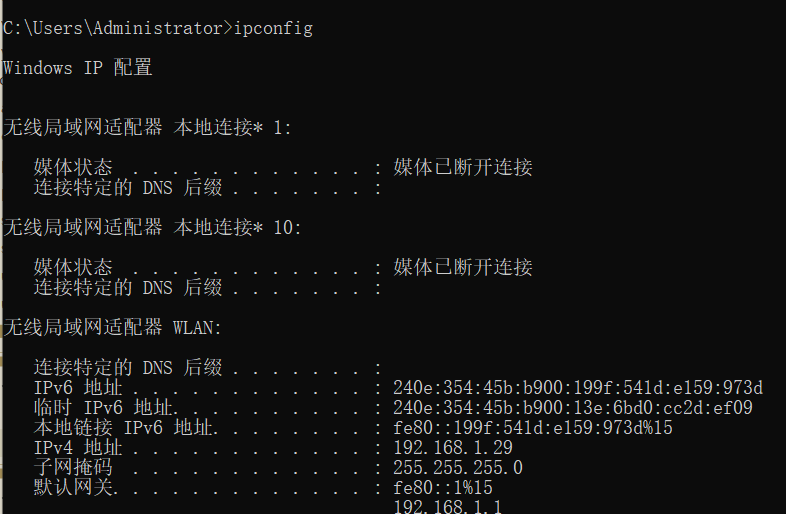 C:\Users\Administrator>ipconfig
Windows IP 配置
无线局域网适配器 本地连接* 1:
媒体状态 . . . . . . . . . . . . : 媒体已断开连接
连接特定的 DNS 后缀 . . . . . . . :
无线局域网适配器 本地连接* 10:
媒体状态 . . . . . . . . . . . . : 媒体已断开连接
连接特定的 DNS 后缀 . . . . . . . :
无线局域网适配器 WLAN:
连接特定的 DNS 后缀 . . . . . . . :
IPv6 地址 . . . . . . . . . . . . : 240e:354:45b:b900:199f:541d:e159:973d
临时 IPv6 地址. . . . . . . . . . : 240e:354:45b:b900:13e:6bd0:cc2d:ef09
本地链接 IPv6 地址. . . . . . . . : fe80::199f:541d:e159:973d%15
IPv4 地址 . . . . . . . . . . . . : 192.168.1.29
子网掩码 . . . . . . . . . . . . : 255.255.255.0
默认网关. . . . . . . . . . . . . : fe80::1%15
192.168.1.1